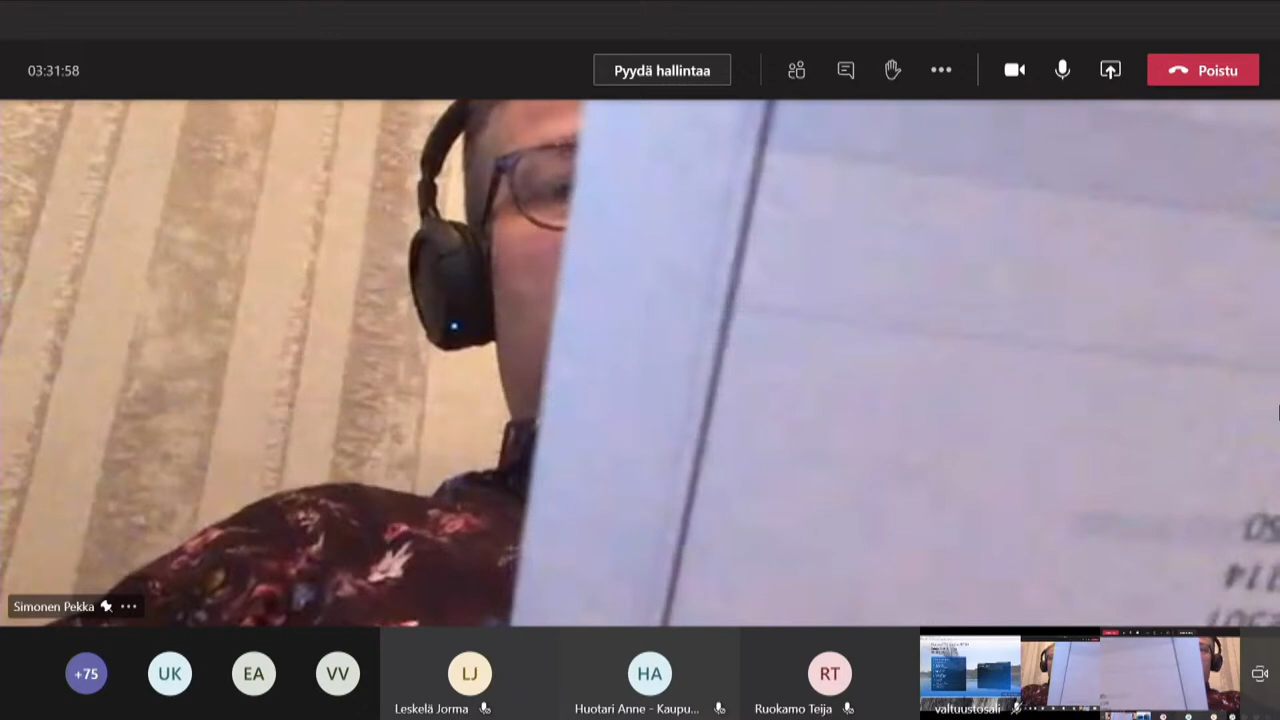 03:31:58
Pyydä hallintaa
Poistu
Simonen Pekka
+75
UK
EA
VV
LJ
HA
RT
Leskelä Jorma
Huotari Anne - Kaupu...
Ruokamo Teija
valtuustosali